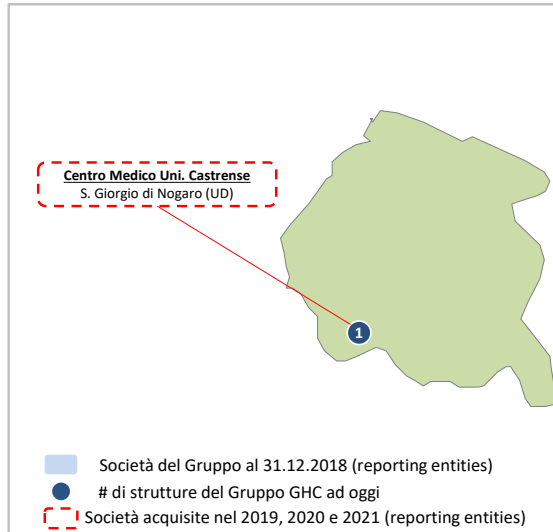 Centro Medico Uni. Castrense
S. Giorgio di Nogaro (UD)
1
Società del Gruppo al 31.12.2018 (reporting entities)
# di strutture del Gruppo GHC ad oggi
Società acquisite nel 2019, 2020 e 2021 (reporting entities)